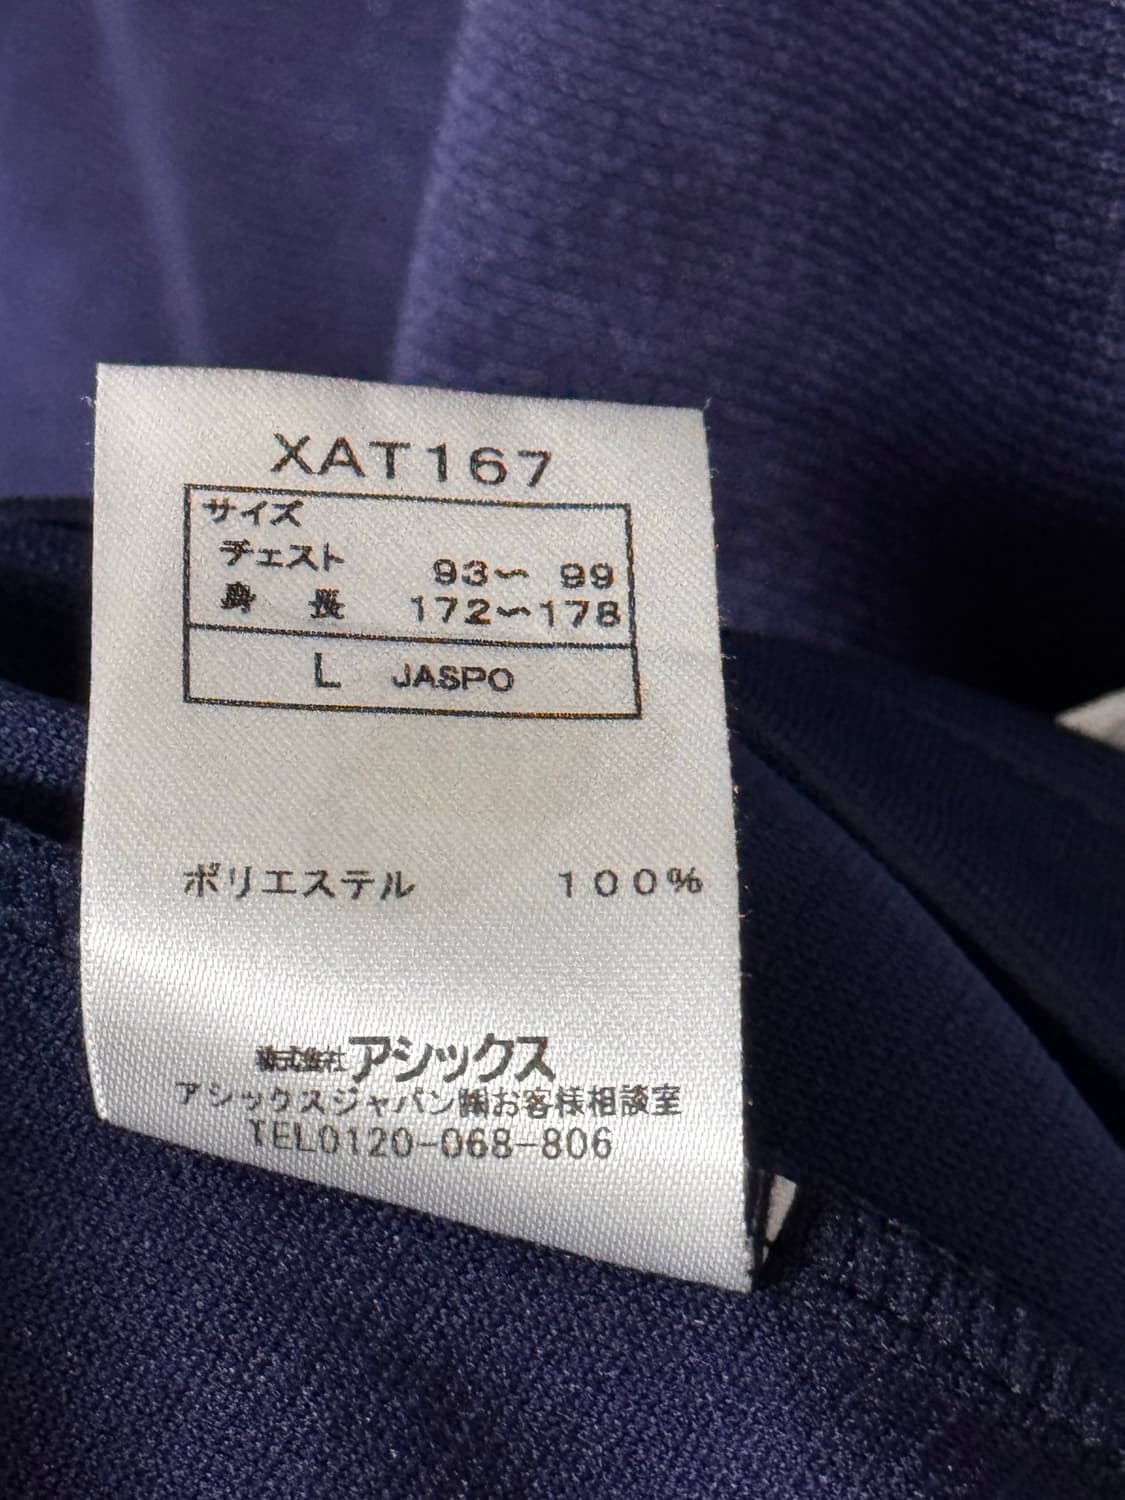 XAT167
サイズ
チェスト 93〜 99
身 長 172〜178
L JASPO
ポリエステル 100%
株式会社アシックス
アシックスジャパン㈱お客様相談室
TEL0120-068-806